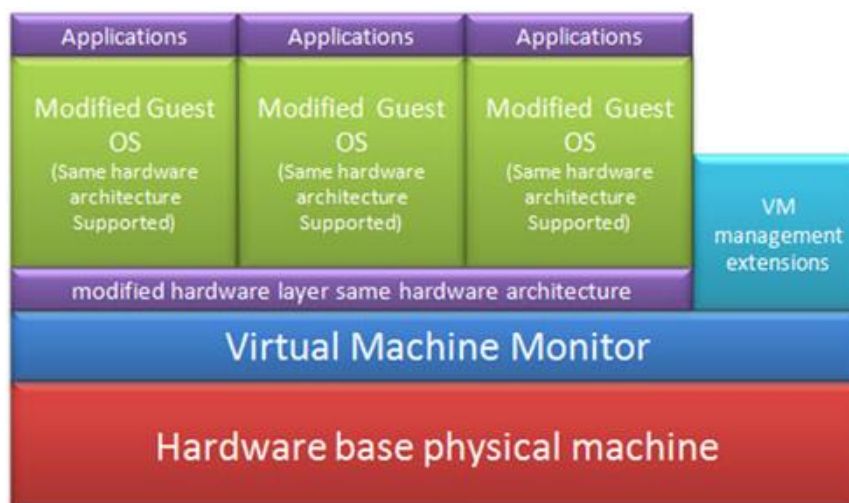 Applications
Applications
Applications
Modified Guest
OS
(Same hardware
architecture
Supported)
Modified Guest
OS
(Same hardware
architecture
Supported)
Modified Guest
OS
(Same hardware
architecture
Supported)
VM
management
extensions
modified hardware layer same hardware architecture
Virtual Machine Monitor
Hardware base physical machine